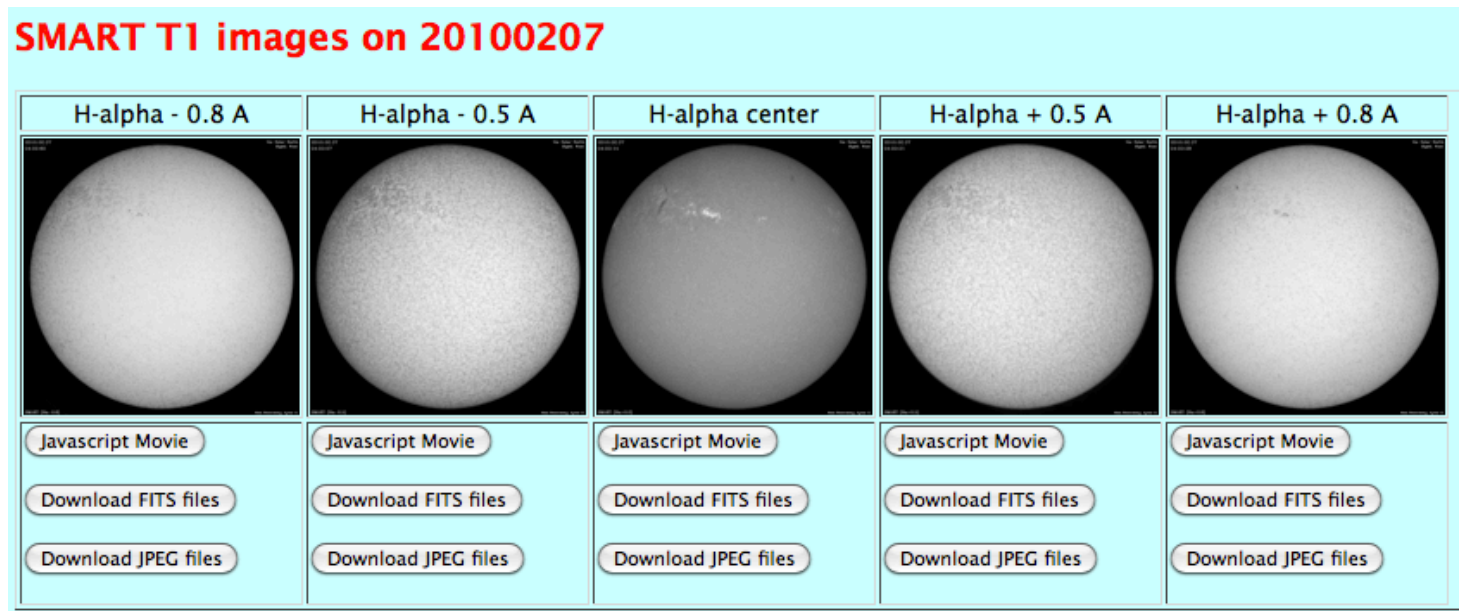 SMART T1 images on 20100207
H-alpha - 0.8 A
H-alpha - 0.5 A
H-alpha center
H-alpha + 0.5 A
H-alpha + 0.8 A
Javascript Movie
Javascript Movie
Javascript Movie
Javascript Movie
Javascript Movie
Download FITS files
Download FITS files
Download FITS files
Download FITS files
Download FITS files
Download JPEG files
Download JPEG files
Download JPEG files
Download JPEG files
Download JPEG files